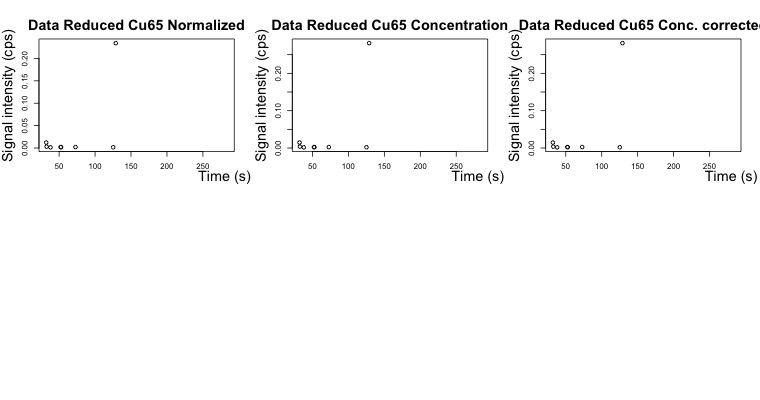 Data Reduced Cu65 Normalized
Signal intensity (cps)
0.00 0.05 0.10 0.15 0.20
50 100 150 200 250
Time (s)
Data Reduced Cu65 Concentration
Signal intensity (cps)
0.00 0.10 0.20
50 100 150 200 250
Time (s)
Data Reduced Cu65 Conc. correcte
Signal intensity (cps)
0.00 0.10 0.20
50 100 150 200 250
Time (s)